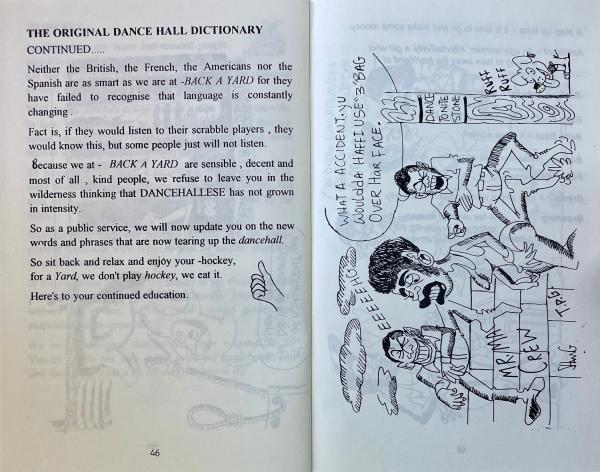 THE ORIGINAL DANCE HALL DICTIONARY
CONTINUED.....
Neither the British, the French, the Americans nor the
Spanish are as smart as we are at -BACK A YARD for they
have failed to recognise that language is constantly
changing .
Fact is, if they would listen to their scrabble players , they
would know this, but some people just will not listen.
Because we at - BACK A YARD are sensible , decent and
most of all , kind people, we refuse to leave you in the
wilderness thinking that DANCEHALLESE has not grown
in intensity.
So as a public service, we will now update you on the new
words and phrases that are now tearing up the dancehall.
So sit back and relax and enjoy your -hockey,
for a Yard, we don't play hockey, we eat it.
Here's to your continued education.
46
WHAT A ACCIDENT. YU
WOULDDA HAFFI USE "3" BAG
OVER HAR FACE.
DANCE
TONITE
STONE
RUFF
RUFF
EEEEEHG
MR. MA
CREW
TRU.